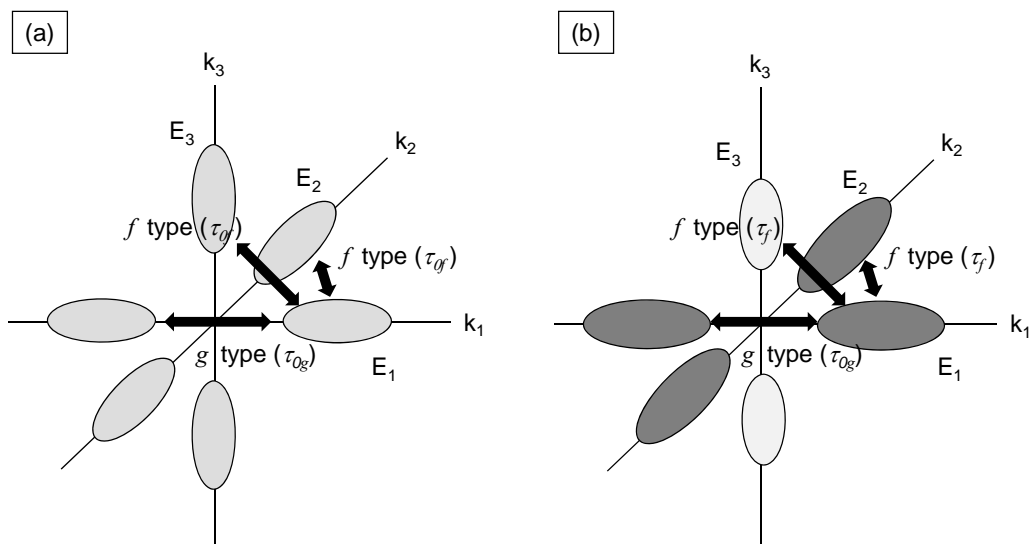 (a)
k3
E3
k2
E2
f type (τ0f)
f type (τ0f)
k1
g type (τ0g)
E1
(b)
k3
E3
k2
E2
f type (τf)
f type (τf)
k1
g type (τ0g)
E1